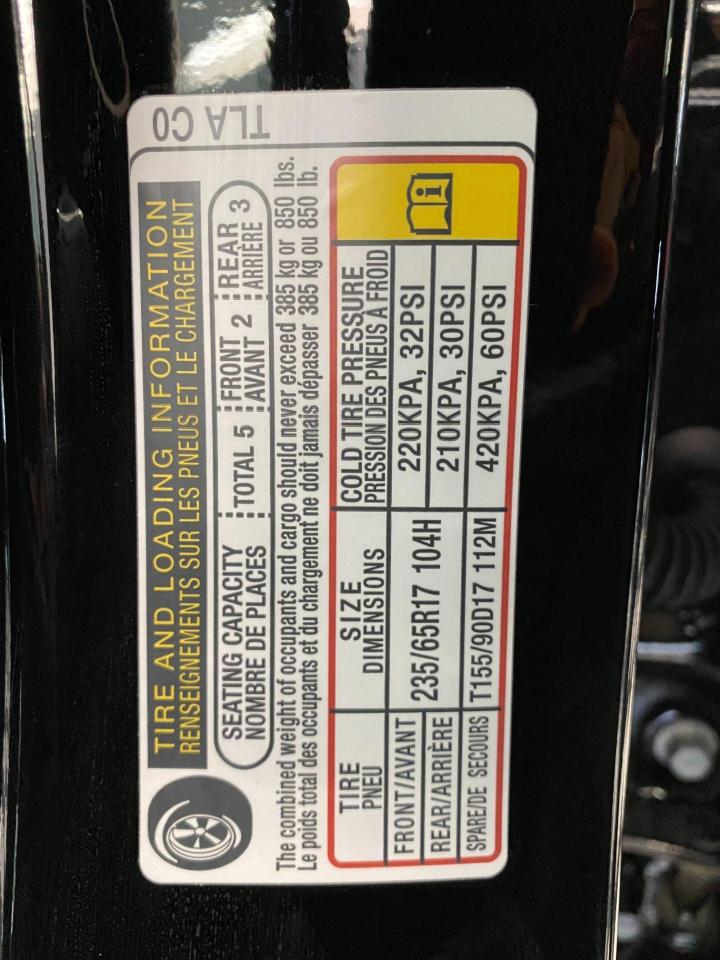 TLA C0
TIRE AND LOADING INFORMATION
RENSEIGNEMENTS SUR LES PNEUS ET LE CHARGEMENT
SEATING CAPACITY TOTAL 5 FRONT 2 REAR 3
NOMBRE DE PLACES AVANT ARRIÈRE
The combined weight of occupants and cargo should never exceed 385 kg or 850 lbs.
Le poids total des occupants et du chargement ne doit jamais dépasser 385 kg ou 850 lb.
TIRE SIZE COLD TIRE PRESSURE
PNEU DIMENSIONS PRESSION DES PNEUS À FROID
FRONT/AVANT 235/65R17 104H 220KPA, 32PSI
REAR/ARRIÈRE 210KPA, 30PSI
SPARE/DE SECOURS T155/90D17 112M 420KPA, 60PSI